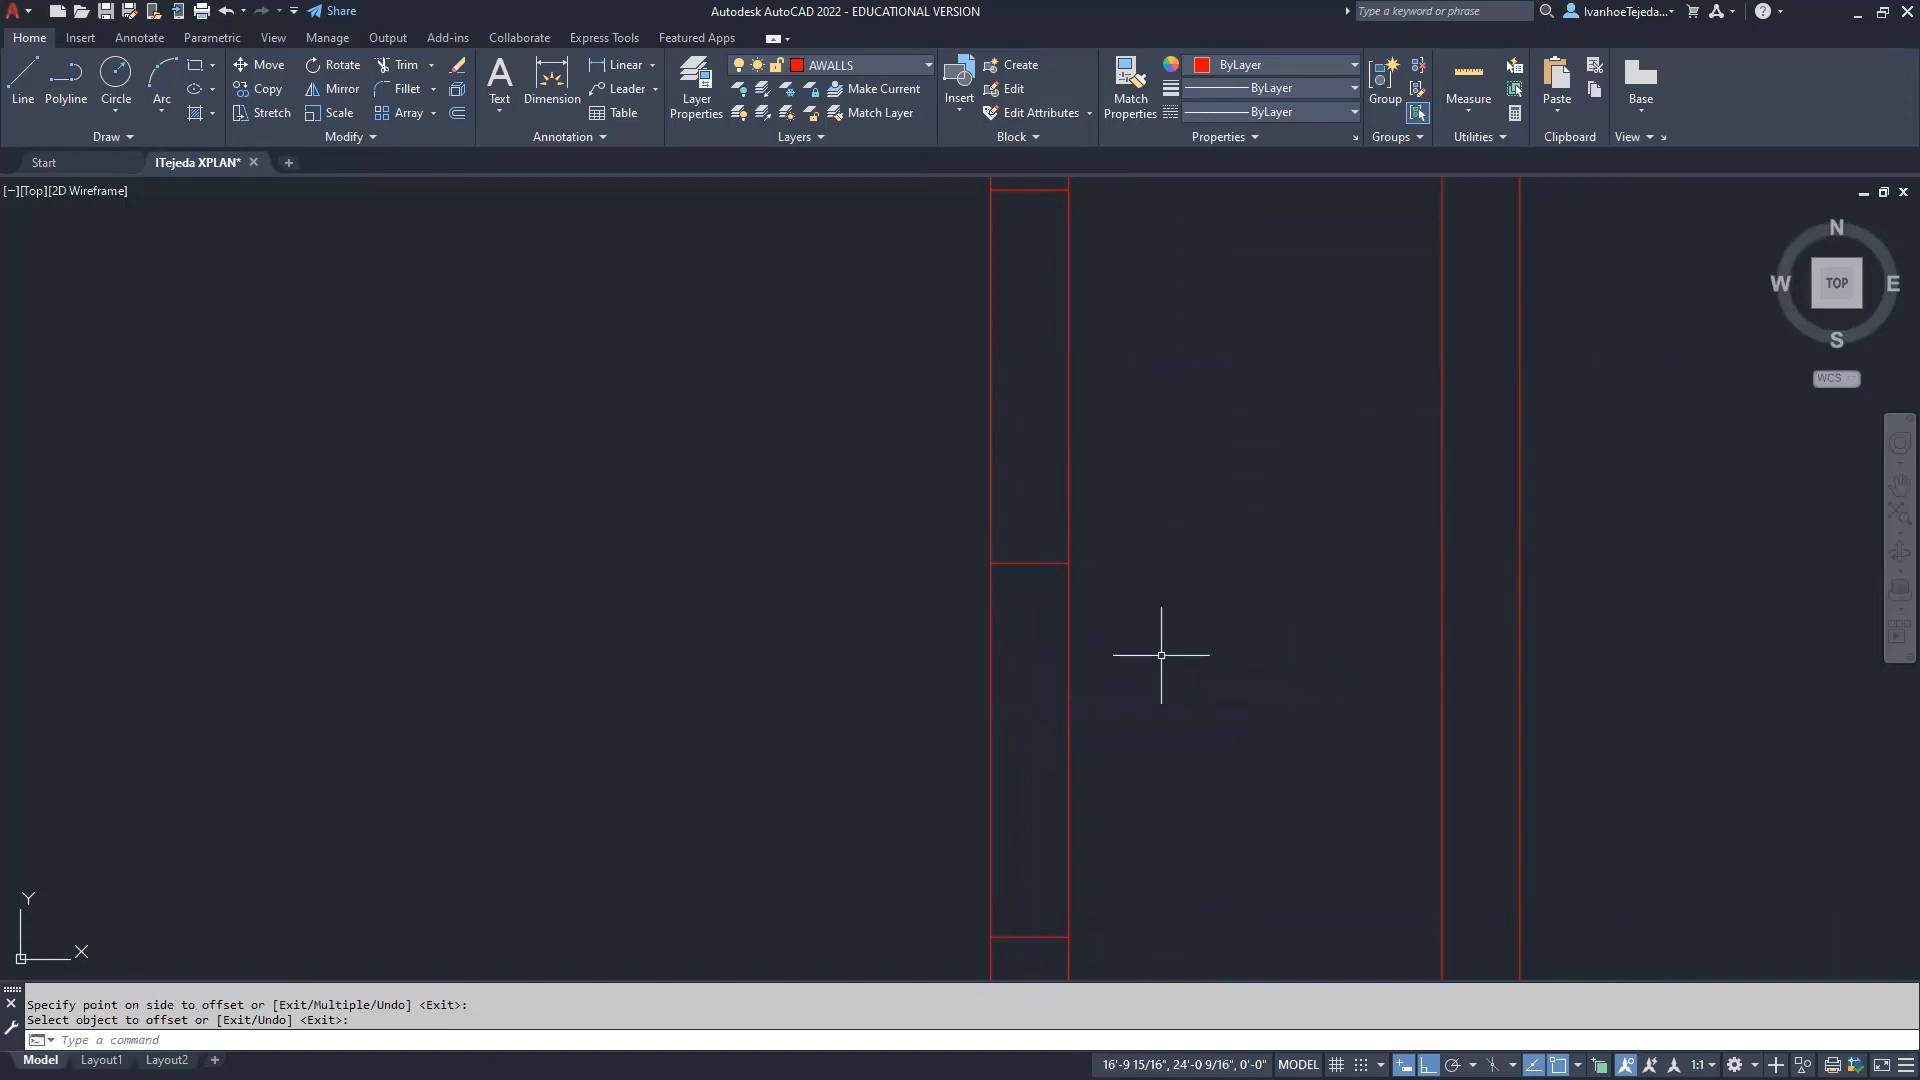 Share
Autodesk AutoCAD 2022 - EDUCATIONAL VERSION
Type a keyword or phrase
IvanhoeTejeda...
Home Insert Annotate Parametric View Manage Output Add-ins Collaborate Express Tools Featured Apps
Line Polyline Circle Arc
Move Rotate Trim
Copy Mirror Fillet
Stretch Scale Array
Text Dimension
Linear
Leader
Table
Layer Properties
AWALLS
Make Current
Match Layer
Insert
Create
Edit
Edit Attributes
Match Properties
ByLayer
ByLayer
ByLayer
Group
Measure
Paste
Base
Draw Modify Annotation Layers Block Properties Groups Utilities Clipboard View
Start ITejeda XPLAN*
[−][Top][2D Wireframe]
N
W TOP E
S
WCS
Y
X
Specify point on side to offset or [Exit/Multiple/Undo] <Exit>:
Select object to offset or [Exit/Undo] <Exit>:
Type a command
Model Layout1 Layout2 +
16'-9 15/16", 24'-0 9/16", 0'-0" MODEL 1:1